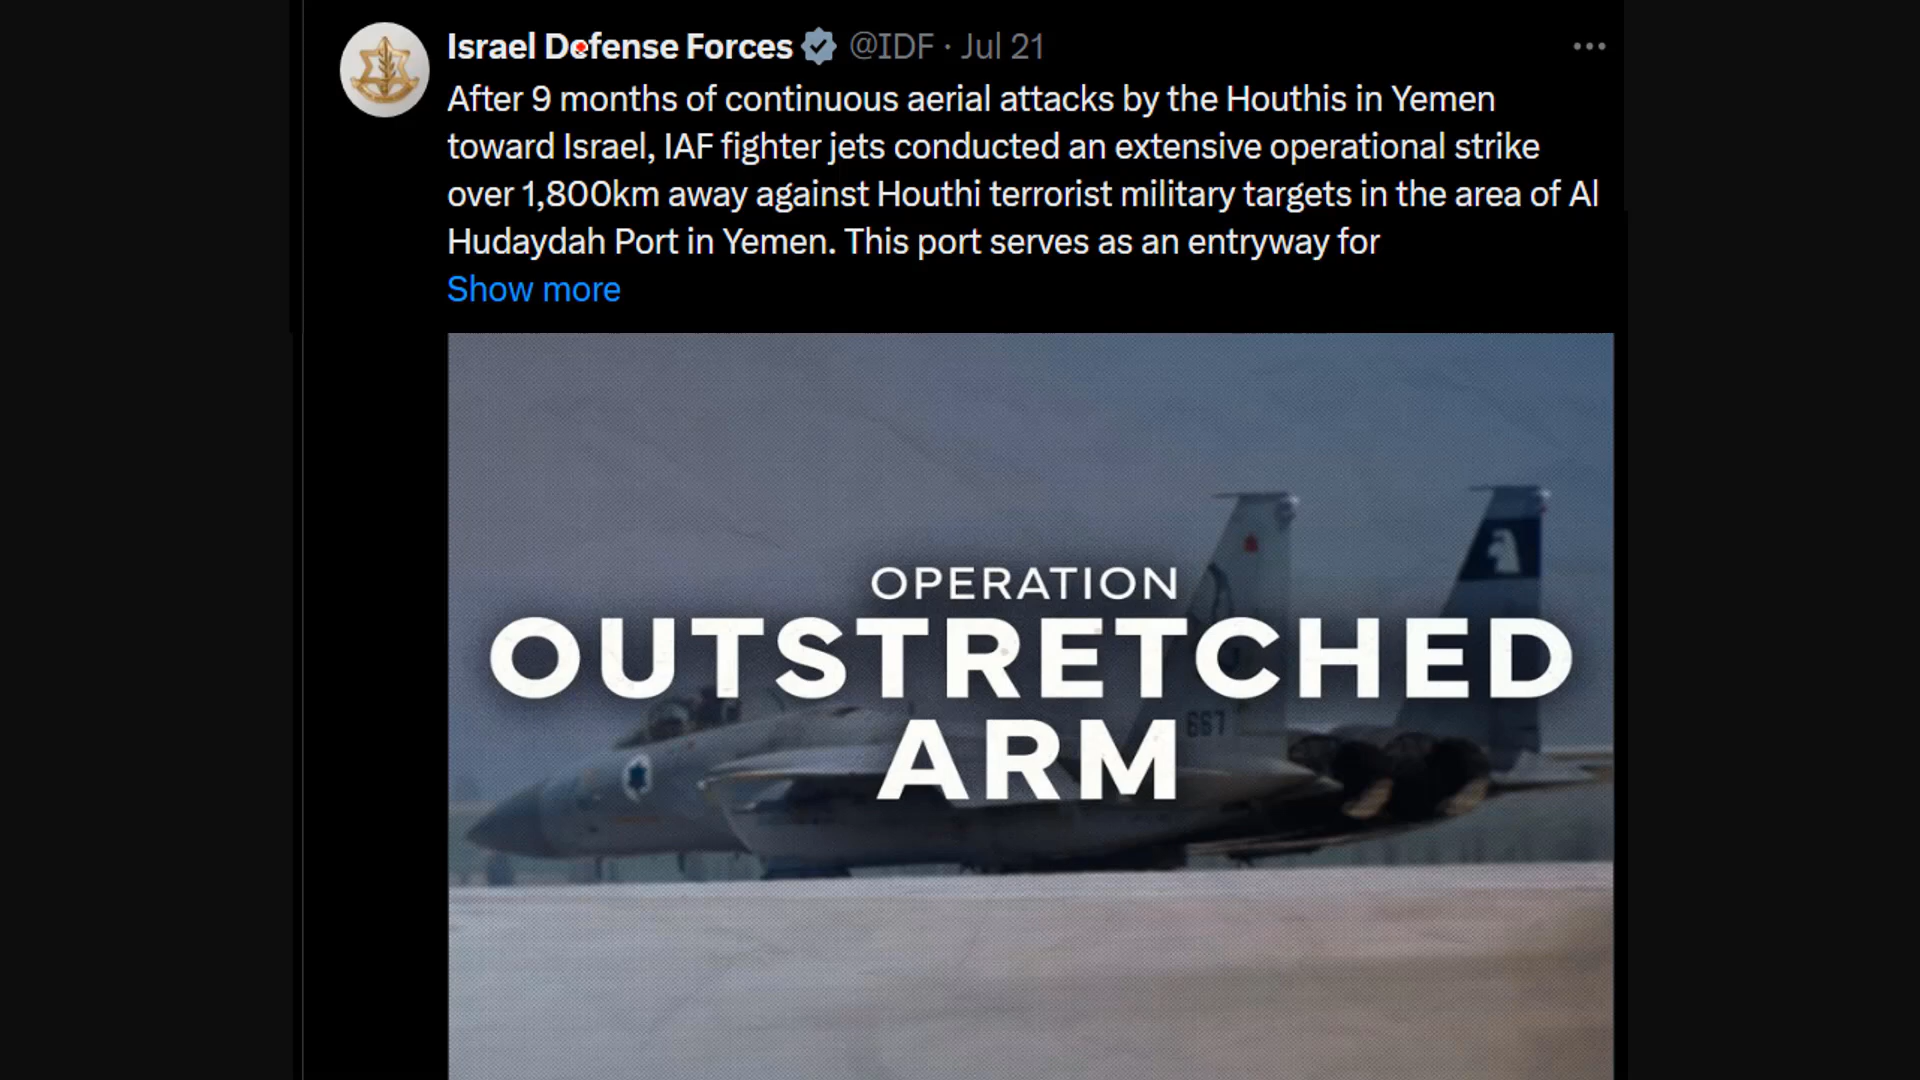 Israel Defense Forces @IDF · Jul 21
After 9 months of continuous aerial attacks by the Houthis in Yemen
toward Israel, IAF fighter jets conducted an extensive operational strike
over 1,800km away against Houthi terrorist military targets in the area of Al
Hudaydah Port in Yemen. This port serves as an entryway for
Show more
OPERATION
OUTSTRETCHED
ARM
667